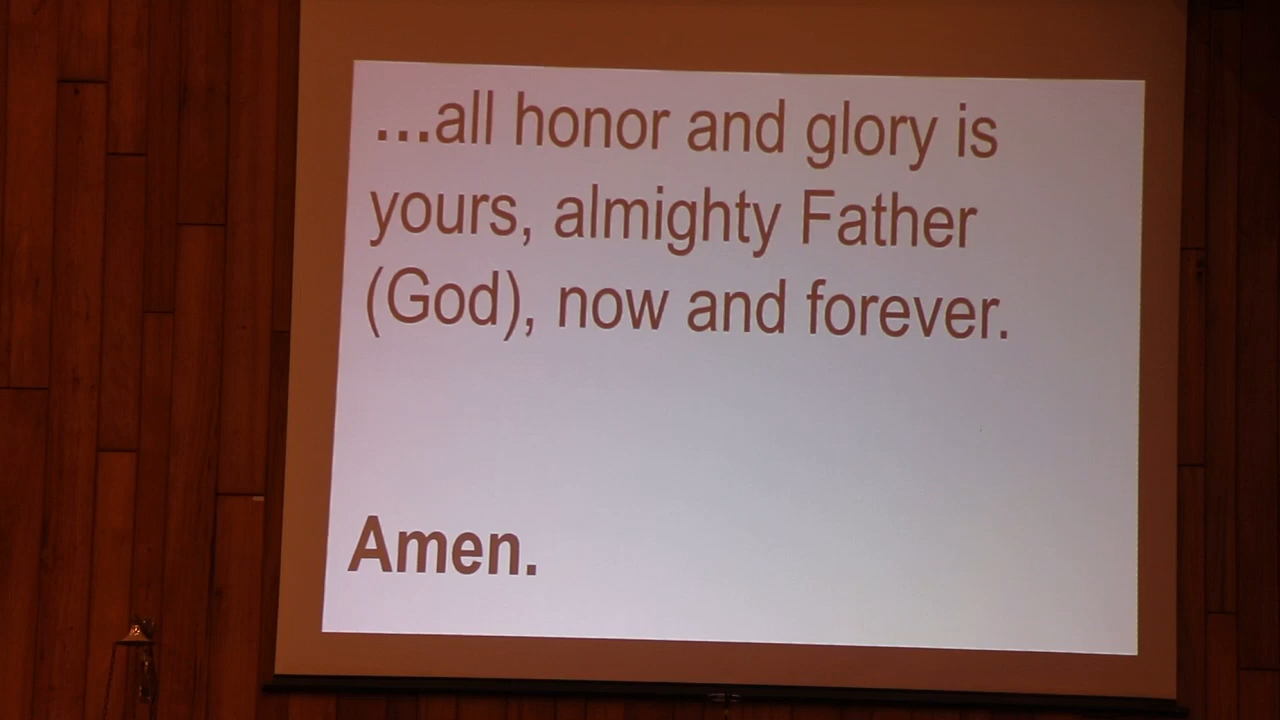 ...all honor and glory is
yours, almighty Father
(God), now and forever.
Amen.